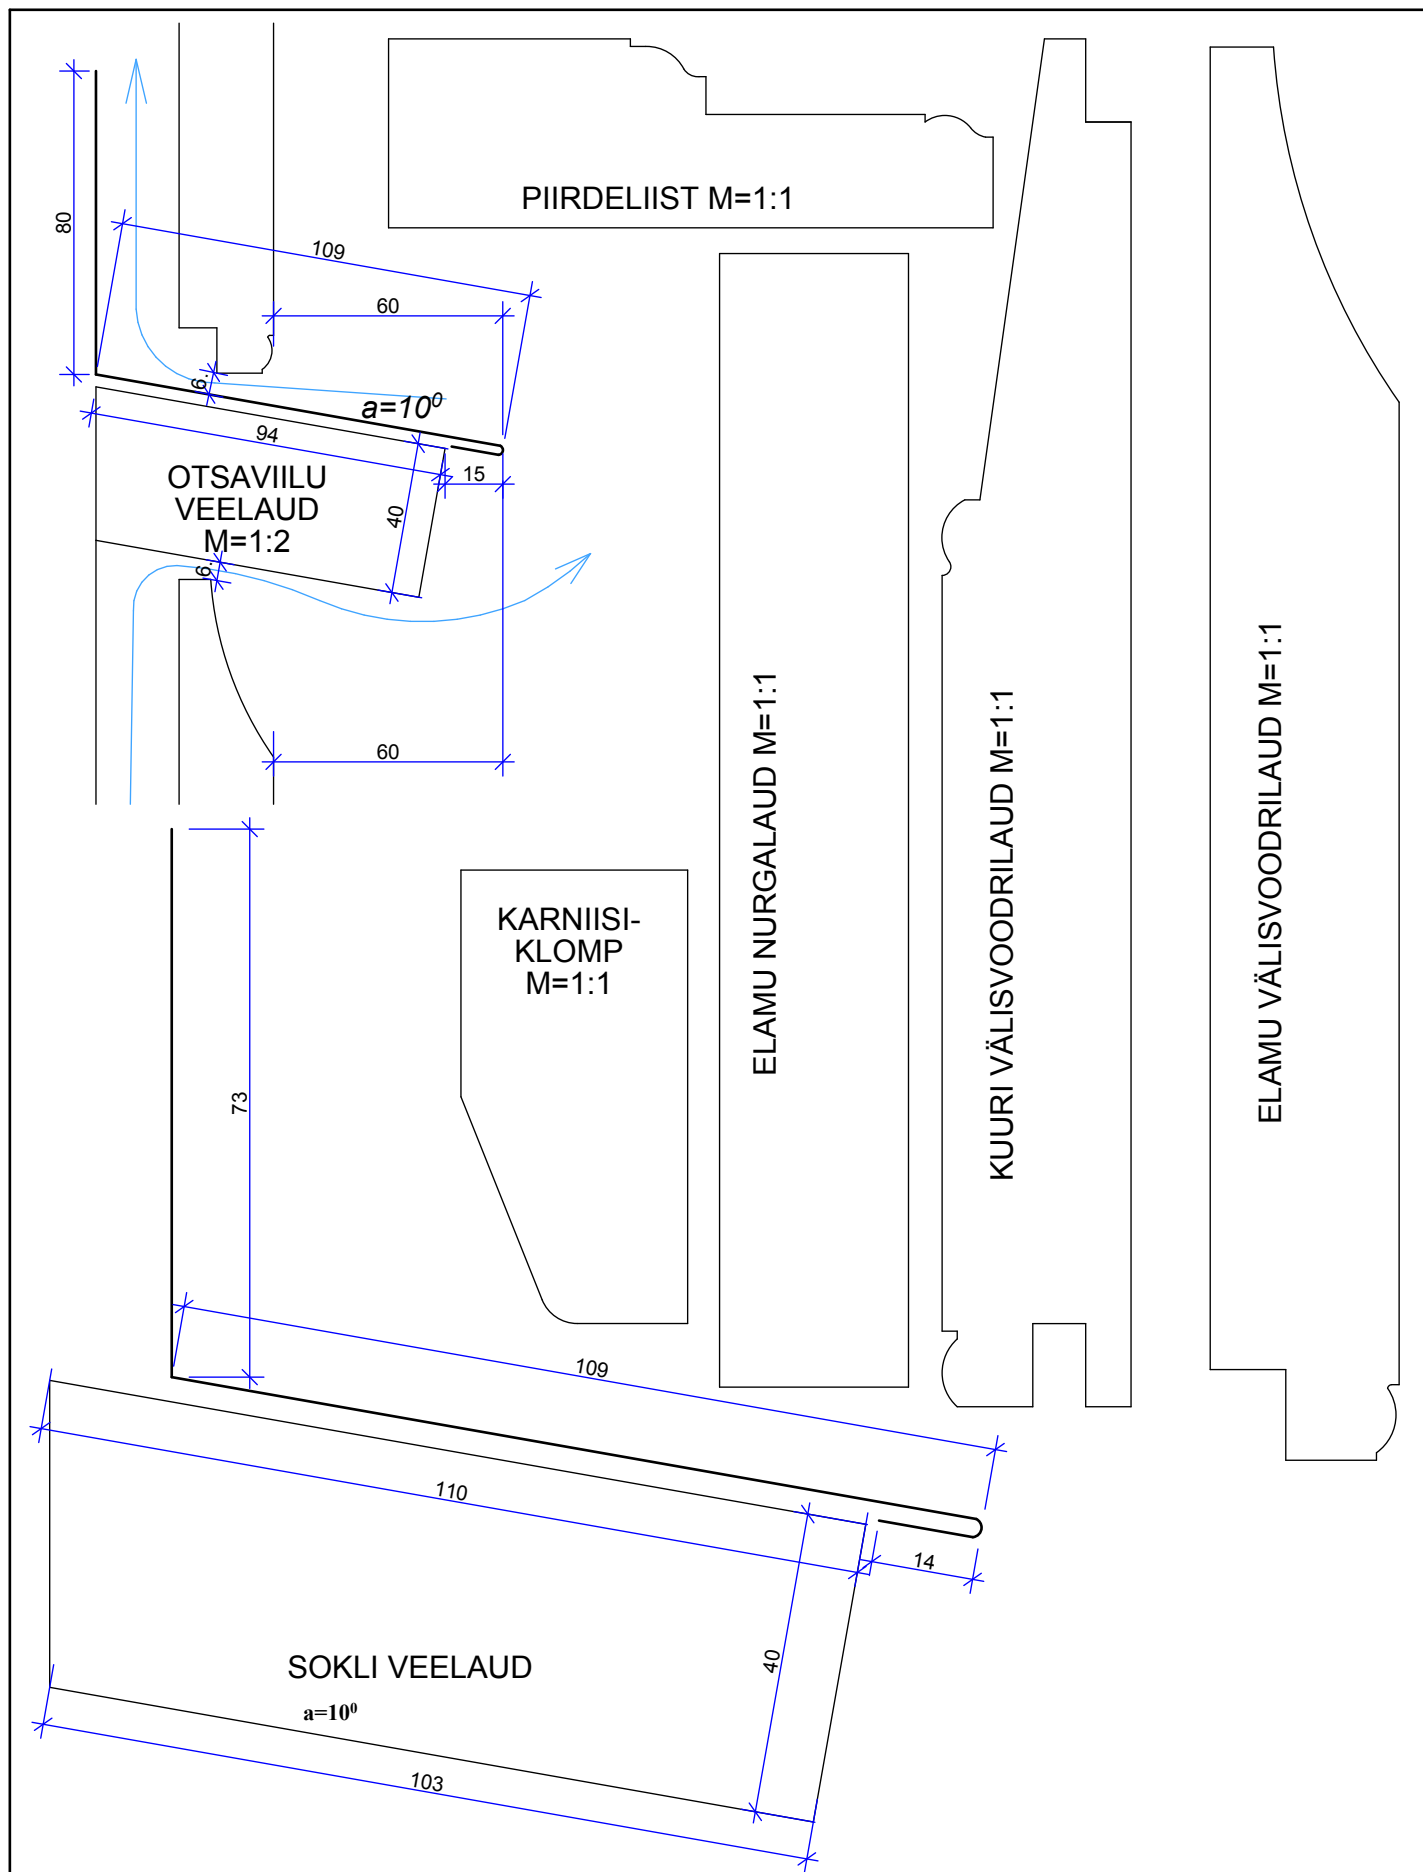 PIIRDELIIST M=1:1
80
109
60
6.
a=10⁰
94
15
OTSAVIILU
VEELAUD
M=1:2
40
6.
60
ELAMU NURGALAUD M=1:1
KUURI VÄLISVOODRILAUD M=1:1
ELAMU VÄLISVOODRILAUD M=1:1
KARNIISI-
KLOMP
M=1:1
73
109
110
14
40
SOKLI VEELAUD
a=10⁰
103